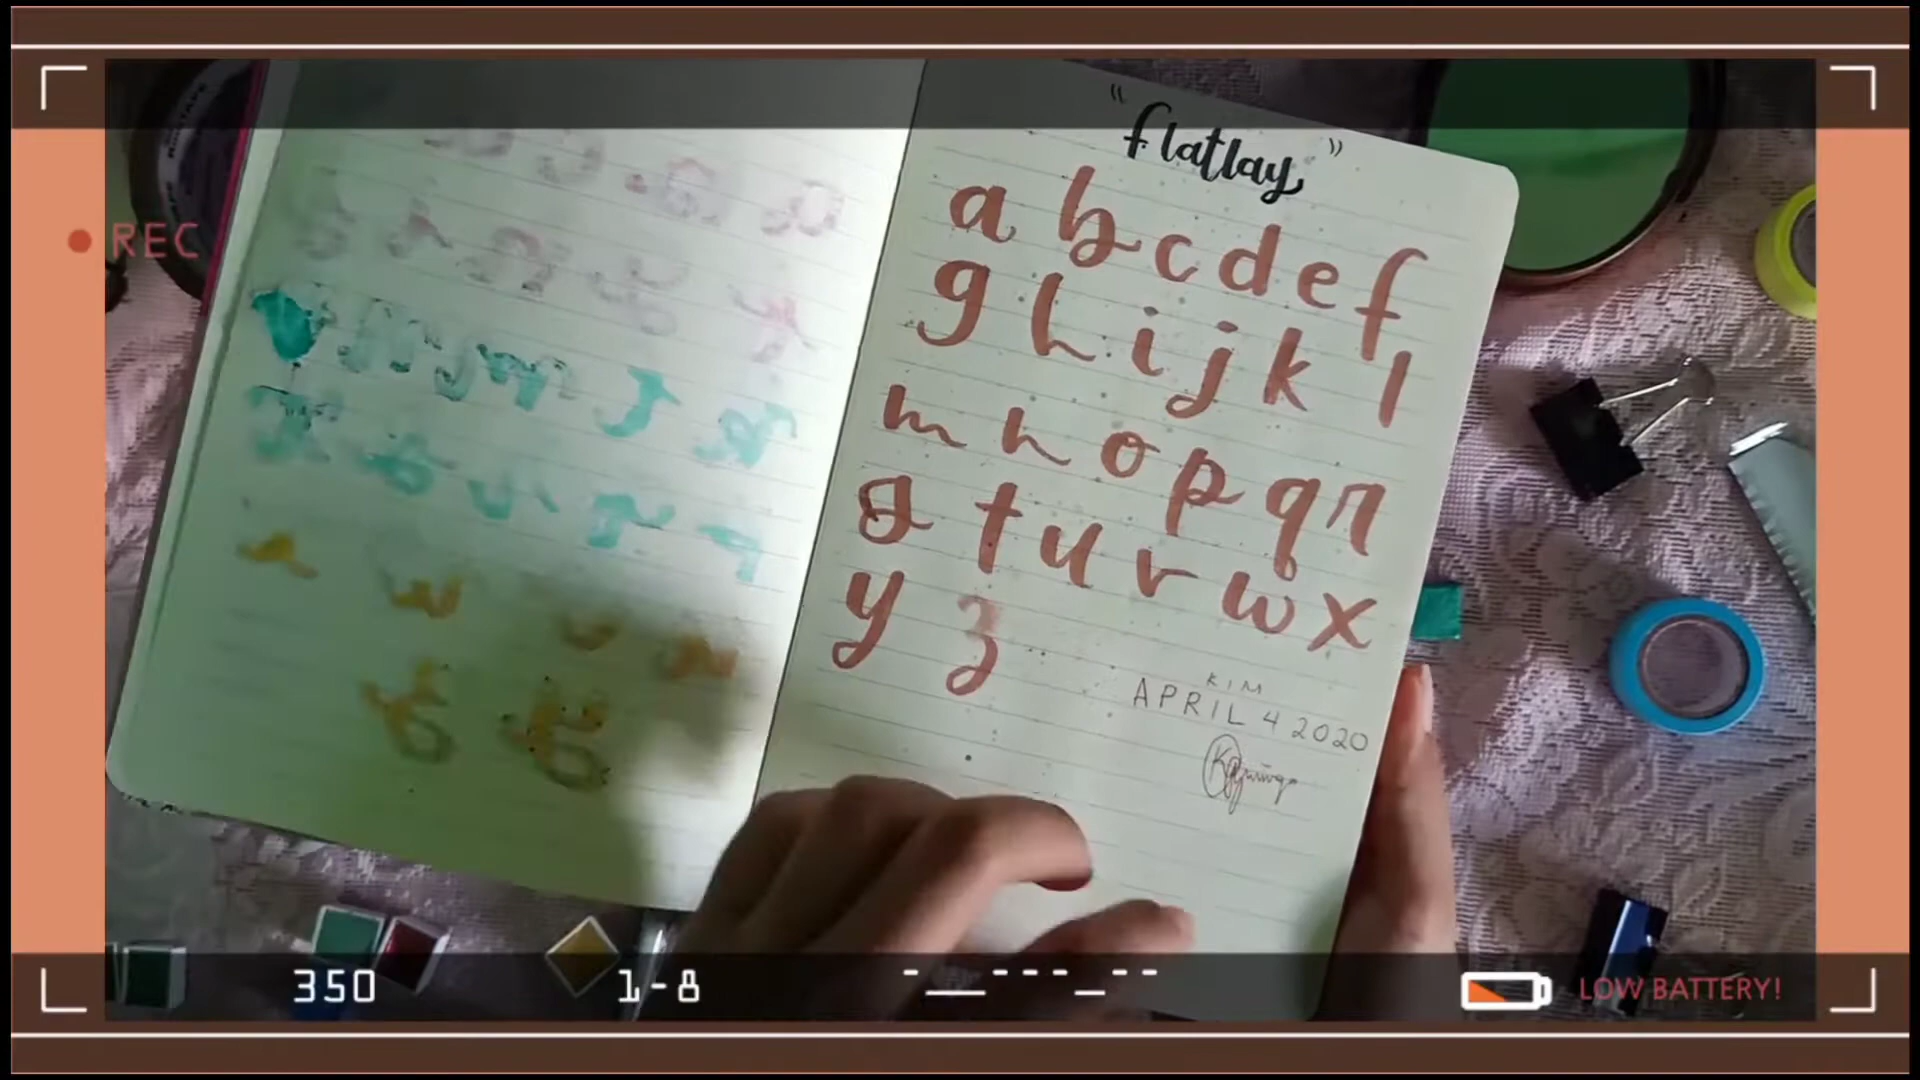 "flatlay"
a b c d e f
g h i j k l
m n o p q r
s t u v w x
y z
KIM
APRIL 4 2020
REC
350
1-8
LOW BATTERY!